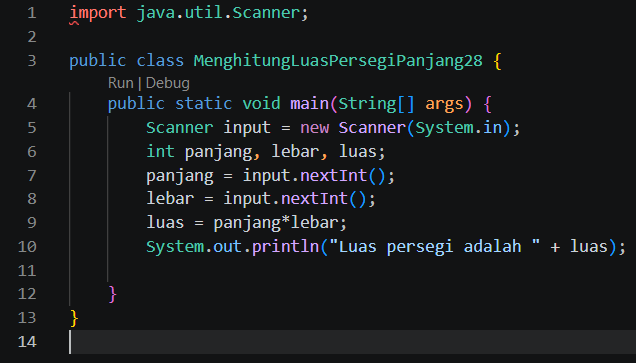 1 import java.util.Scanner;
2
3 public class MenghitungLuasPersegiPanjang28 {
Run | Debug
4 public static void main(String[] args) {
5 Scanner input = new Scanner(System.in);
6 int panjang, lebar, luas;
7 panjang = input.nextInt();
8 lebar = input.nextInt();
9 luas = panjang*lebar;
10 System.out.println("Luas persegi adalah " + luas);
11
12 }
13 }
14